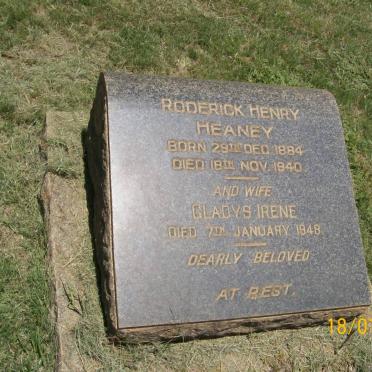 RODERICK HENRY
HEANEY
BORN 29TH DEC. 1884
DIED 18TH NOV. 1940.
AND WIFE
GLADYS IRENE
DIED 7TH JANUARY 1948.
DEARLY BELOVED
AT REST.
18/0